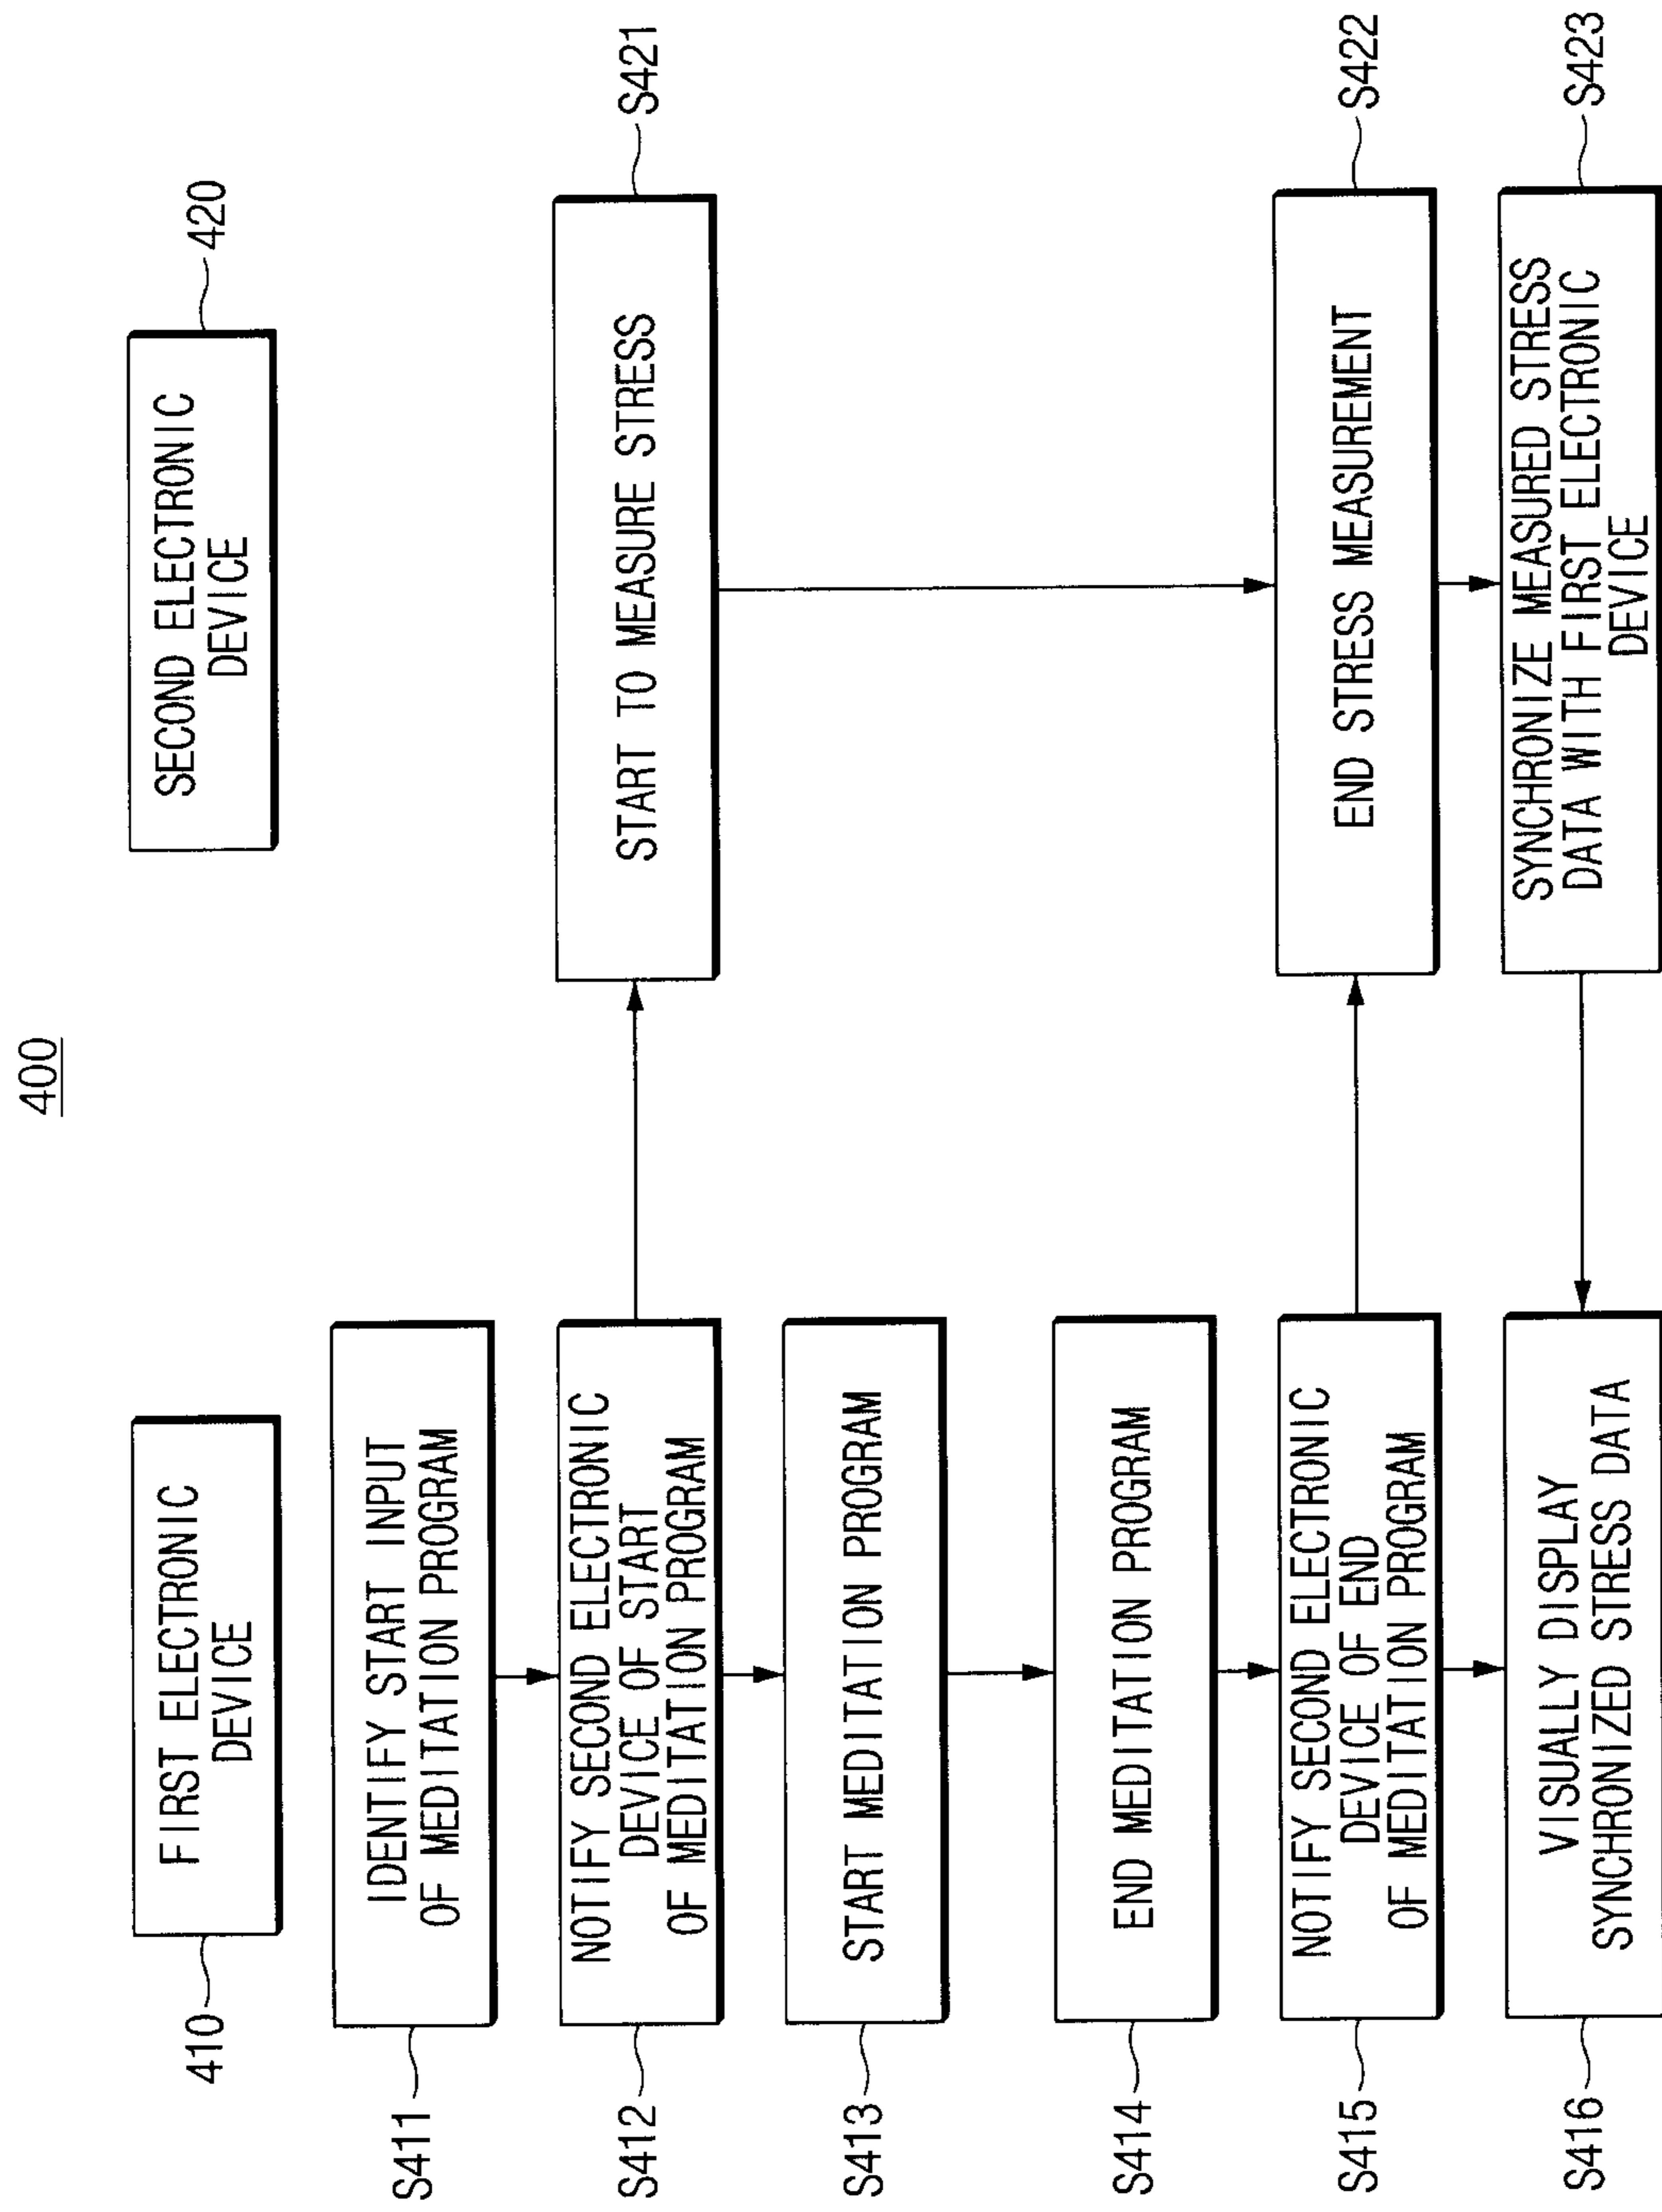 400
FIRST ELECTRONIC
DEVICE
410
SECOND ELECTRONIC
DEVICE
420
S411
IDENTIFY START INPUT
OF MEDITATION PROGRAM
S412
NOTIFY SECOND ELECTRONIC
DEVICE OF START
OF MEDITATION PROGRAM
START TO MEASURE STRESS
S421
S413
START MEDITATION PROGRAM
S414
END MEDITATION PROGRAM
S415
NOTIFY SECOND ELECTRONIC
DEVICE OF END
OF MEDITATION PROGRAM
END STRESS MEASUREMENT
S422
S416
VISUALLY DISPLAY
SYNCHRONIZED STRESS DATA
SYNCHRONIZE MEASURED STRESS
DATA WITH FIRST ELECTRONIC
DEVICE
S423